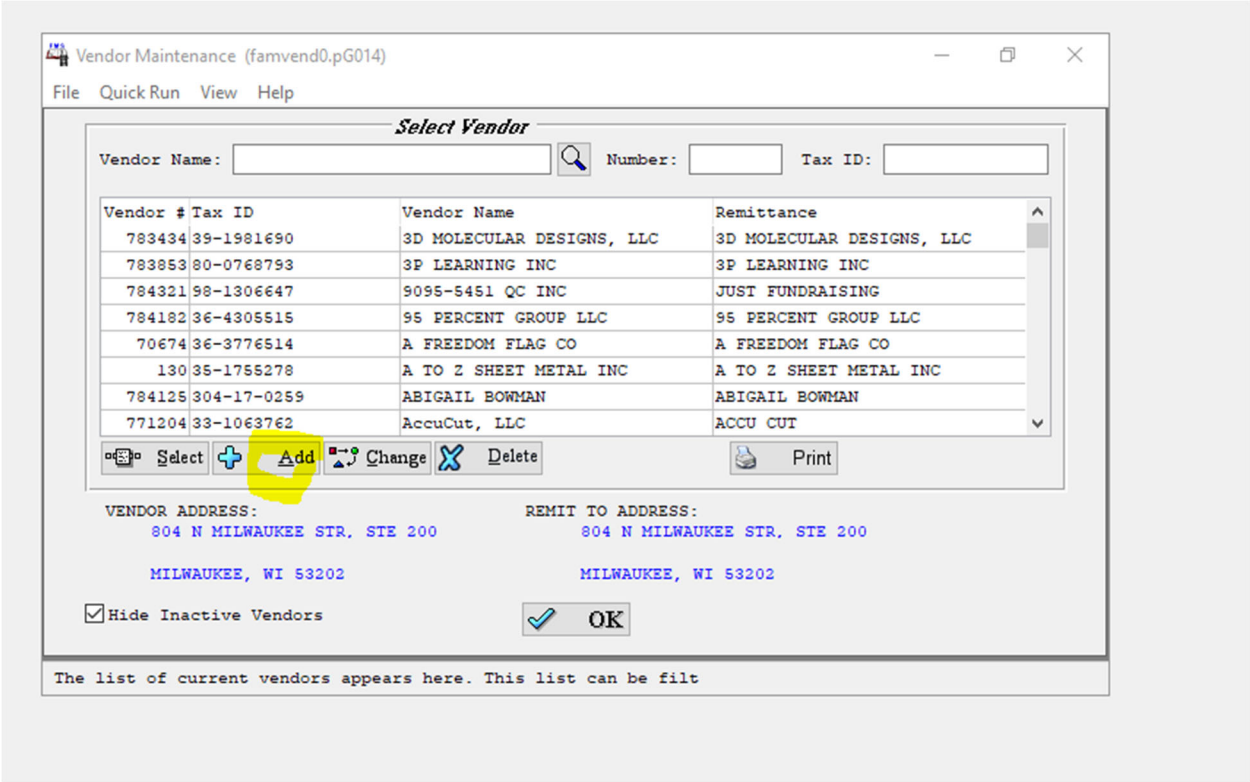 Vendor Maintenance (famvend0.pG014)
File Quick Run View Help
Select Vendor
Vendor Name: Number: Tax ID:
Vendor # Tax ID Vendor Name Remittance
783434 39-1981690 3D MOLECULAR DESIGNS, LLC 3D MOLECULAR DESIGNS, LLC
783853 80-0768793 3P LEARNING INC 3P LEARNING INC
784321 98-1306647 9095-5451 QC INC JUST FUNDRAISING
784182 36-4305515 95 PERCENT GROUP LLC 95 PERCENT GROUP LLC
70674 36-3776514 A FREEDOM FLAG CO A FREEDOM FLAG CO
130 35-1755278 A TO Z SHEET METAL INC A TO Z SHEET METAL INC
784125 304-17-0259 ABIGAIL BOWMAN ABIGAIL BOWMAN
771204 33-1063762 AccuCut, LLC ACCU CUT
Select Add Change Delete Print
VENDOR ADDRESS: REMIT TO ADDRESS:
804 N MILWAUKEE STR, STE 200 804 N MILWAUKEE STR, STE 200
MILWAUKEE, WI 53202 MILWAUKEE, WI 53202
Hide Inactive Vendors OK
The list of current vendors appears here. This list can be filt